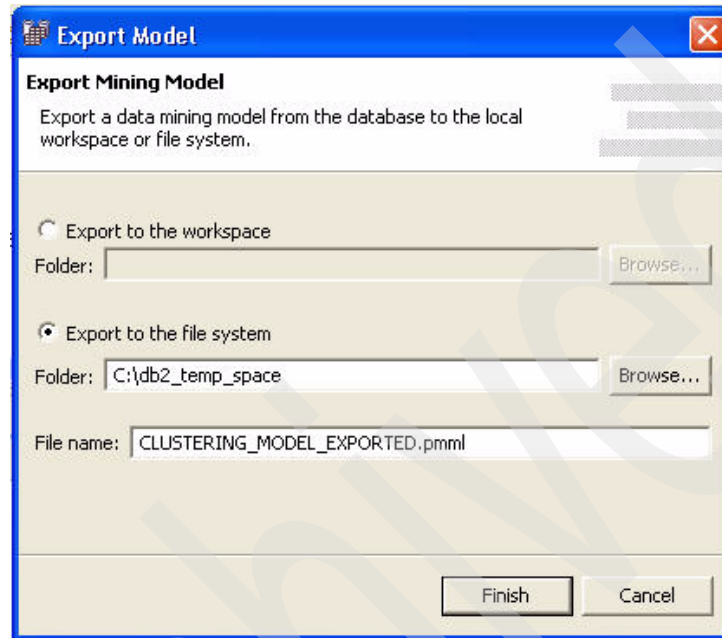 Export Model
Export Mining Model
Export a data mining model from the database to the local
workspace or file system.
Export to the workspace
Folder: Browse...
Export to the file system
Folder: C:\db2_temp_space Browse...
File name: CLUSTERING_MODEL_EXPORTED.pmml
Finish Cancel